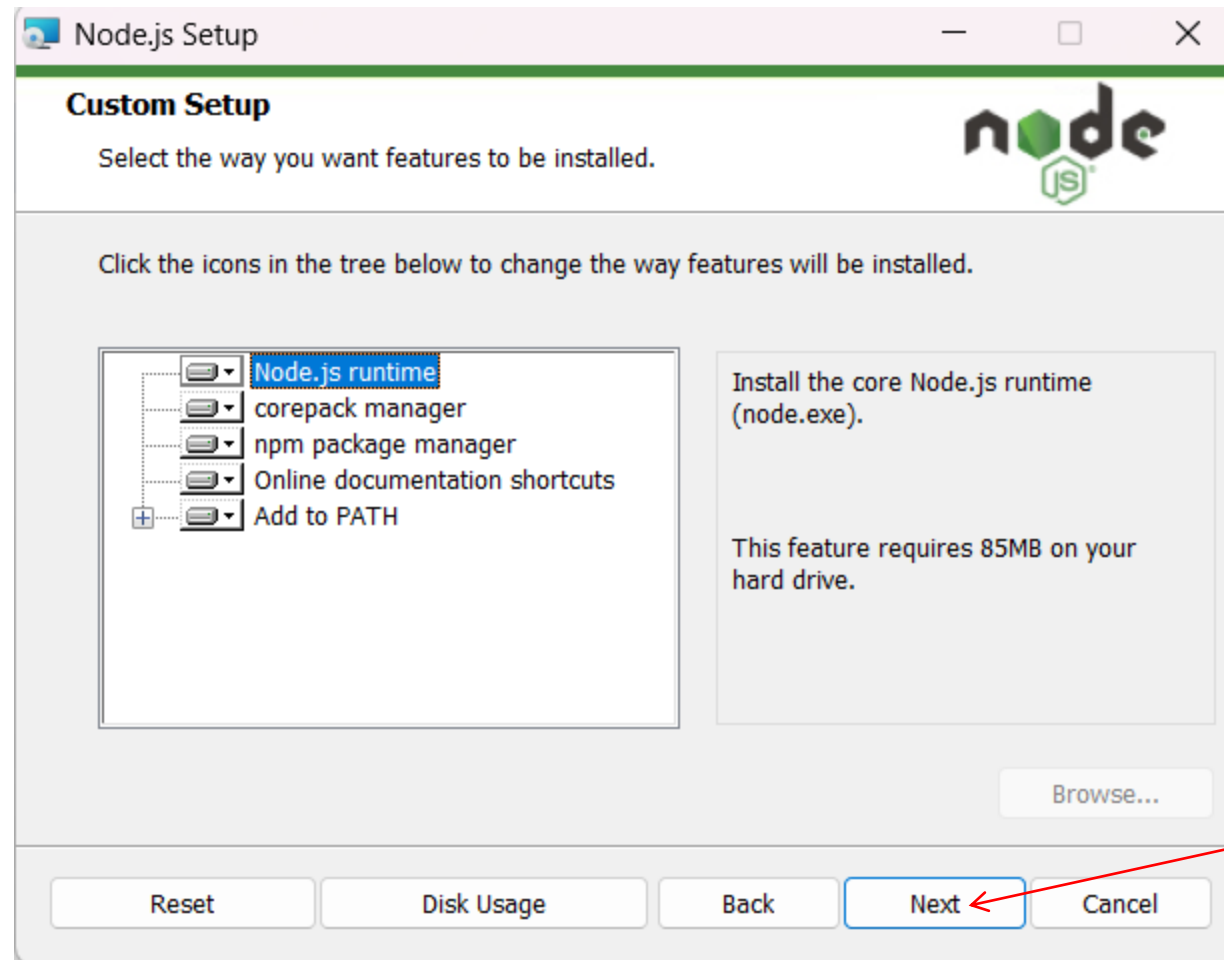 Node.js Setup
Custom Setup
Select the way you want features to be installed.
node
JS
Click the icons in the tree below to change the way features will be installed.
Node.js runtime
corepack manager
npm package manager
Online documentation shortcuts
Add to PATH
Install the core Node.js runtime
(node.exe).
This feature requires 85MB on your
hard drive.
Browse...
Reset
Disk Usage
Back
Next
Cancel